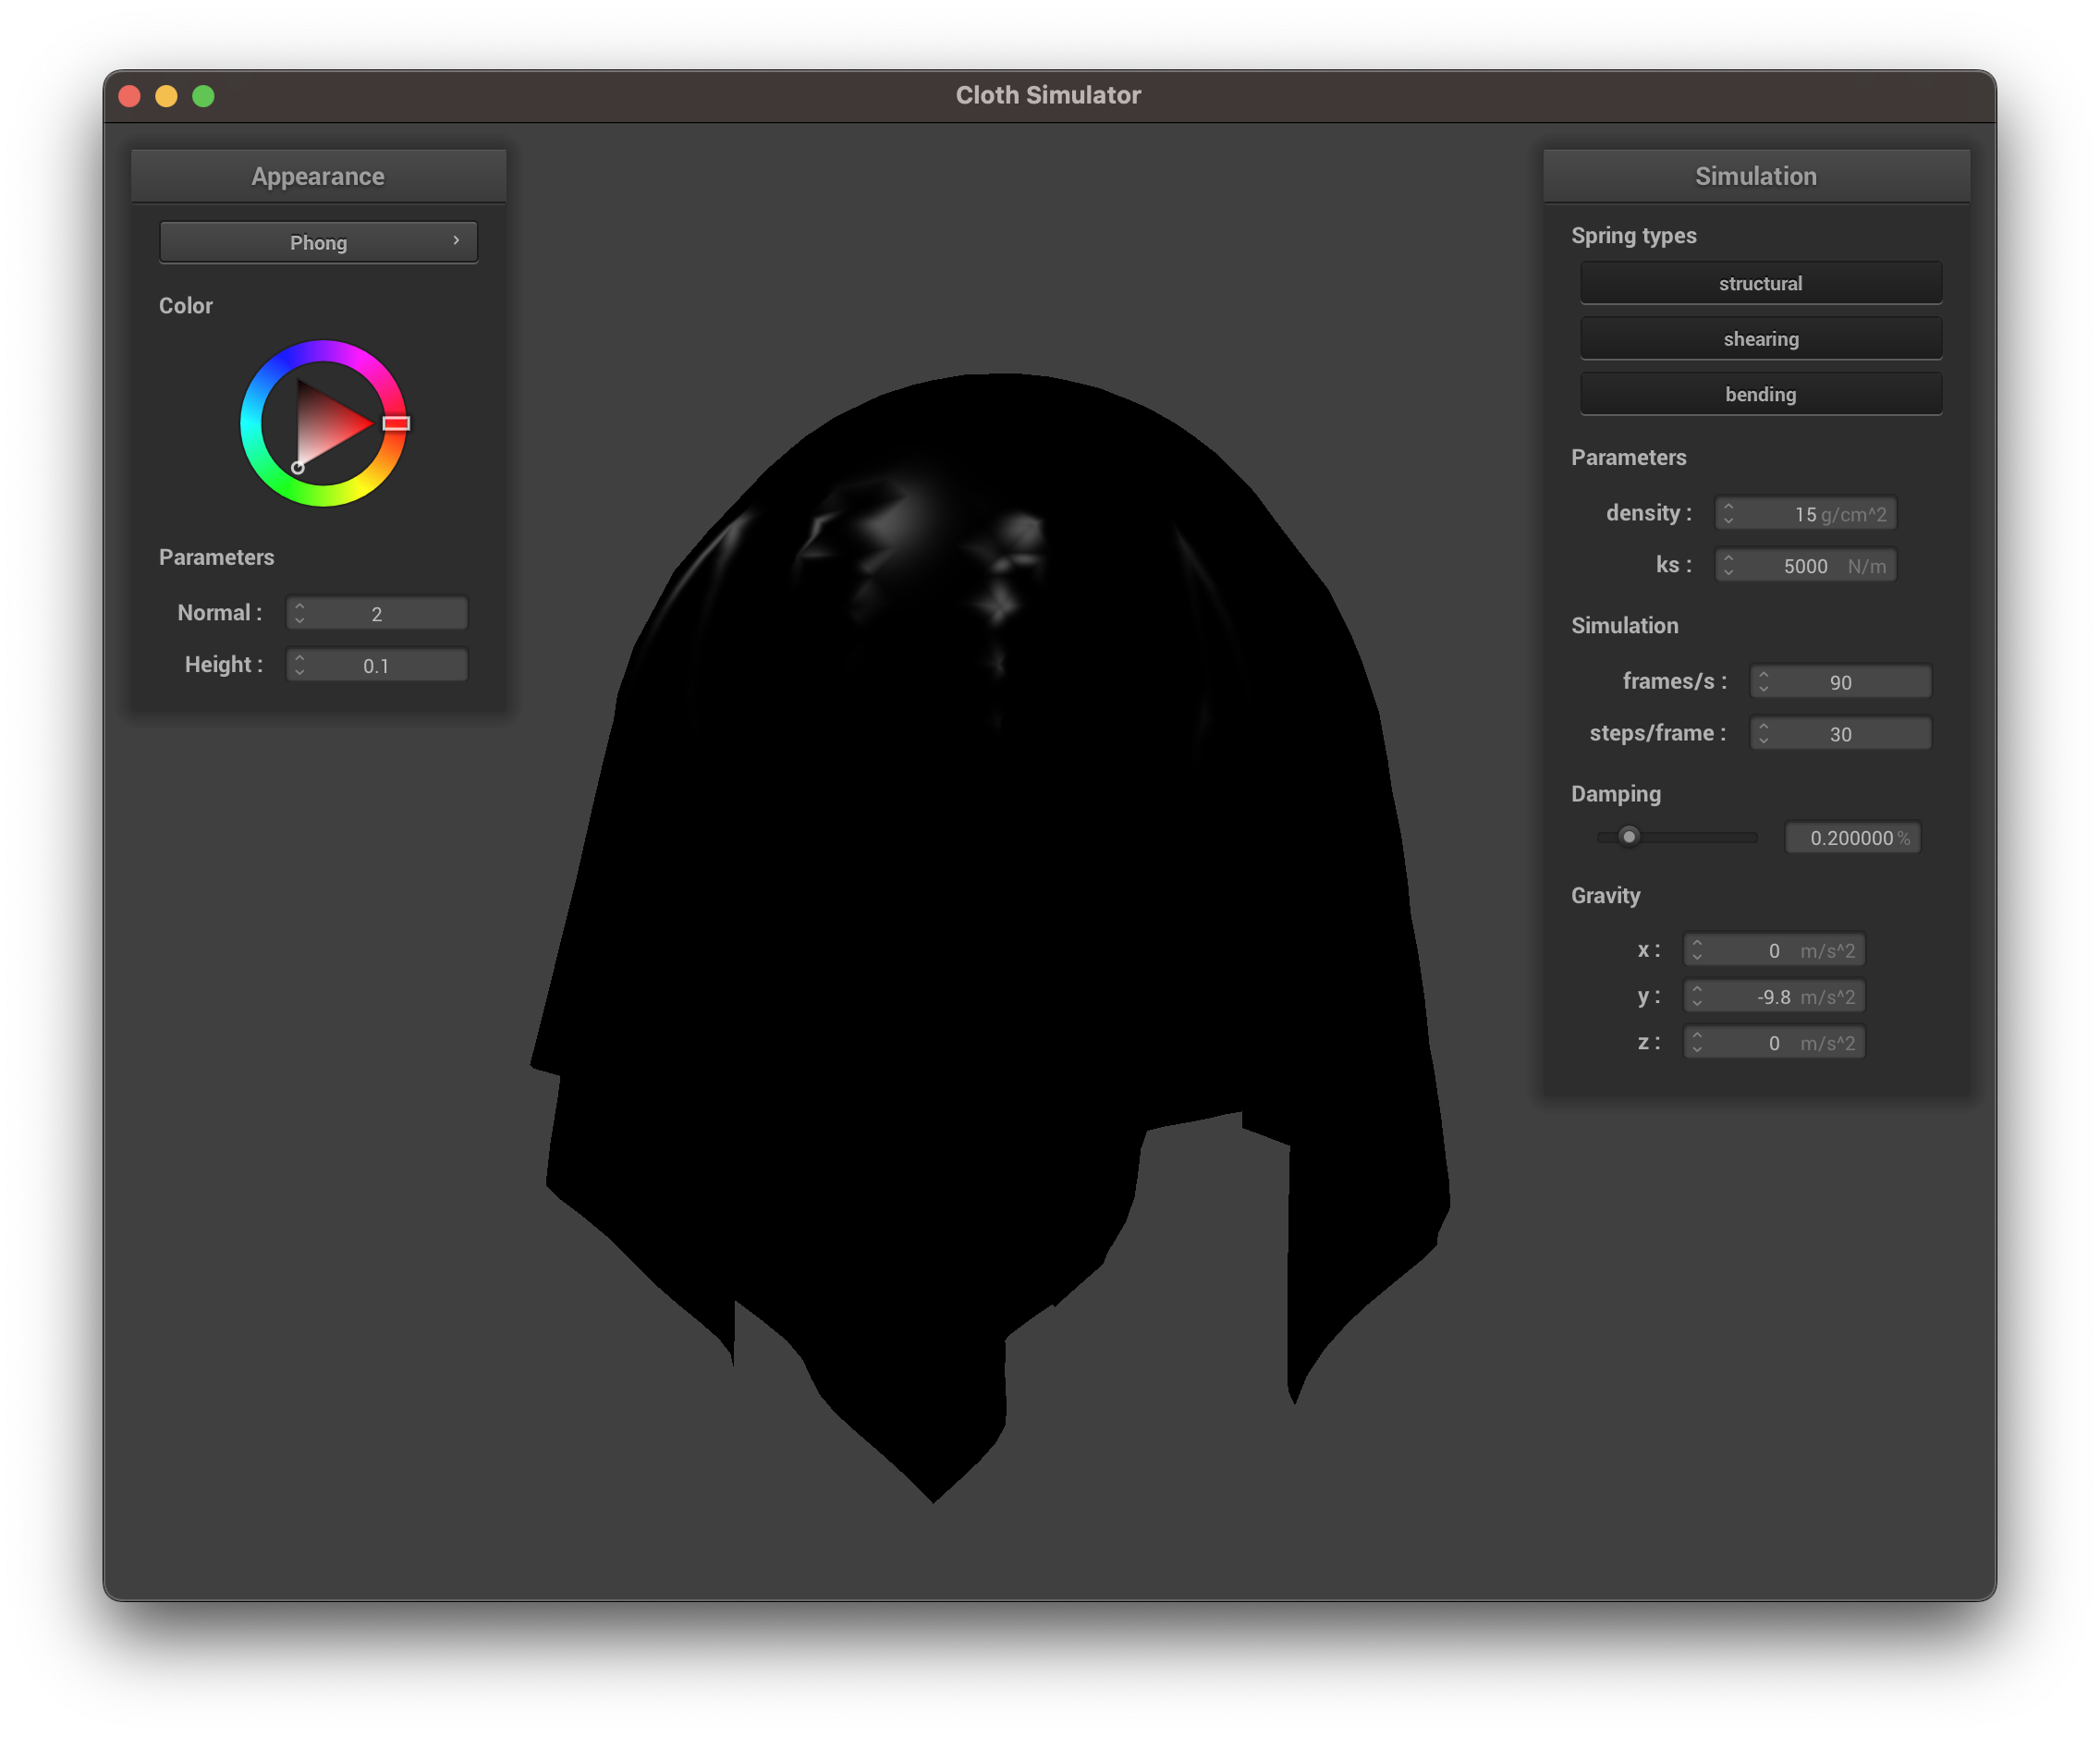 Cloth Simulator
Appearance
Phong
Color
Parameters
Normal : 2
Height : 0.1
Simulation
Spring types
structural
shearing
bending
Parameters
density : 15 g/cm^2
ks : 5000 N/m
Simulation
frames/s : 90
steps/frame : 30
Damping
0.200000 %
Gravity
x : 0 m/s^2
y : -9.8 m/s^2
z : 0 m/s^2